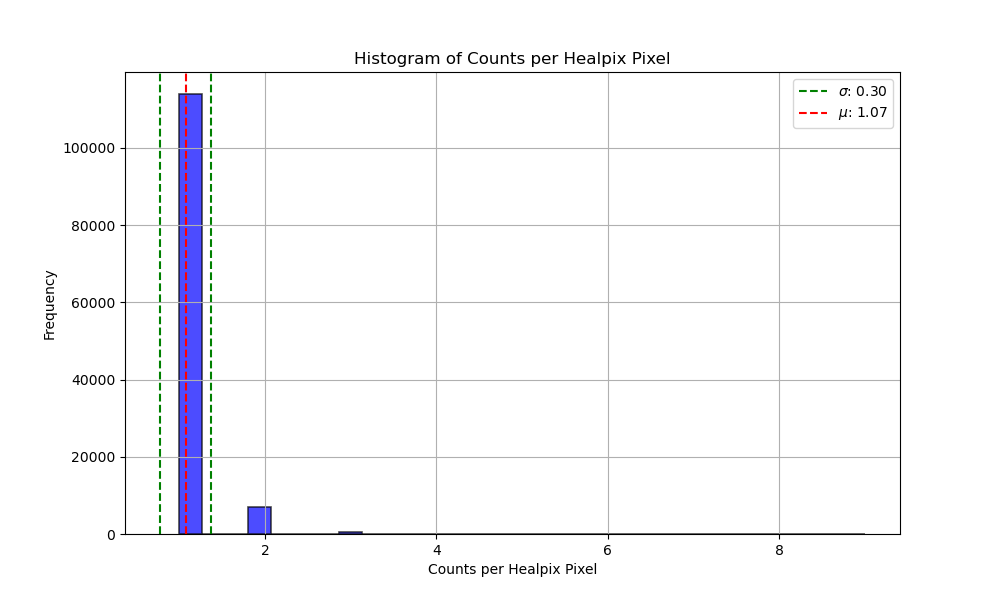 Histogram of Counts per Healpix Pixel
σ: 0.30
μ: 1.07
100000
80000
60000
40000
20000
0
Frequency
2 4 6 8
Counts per Healpix Pixel